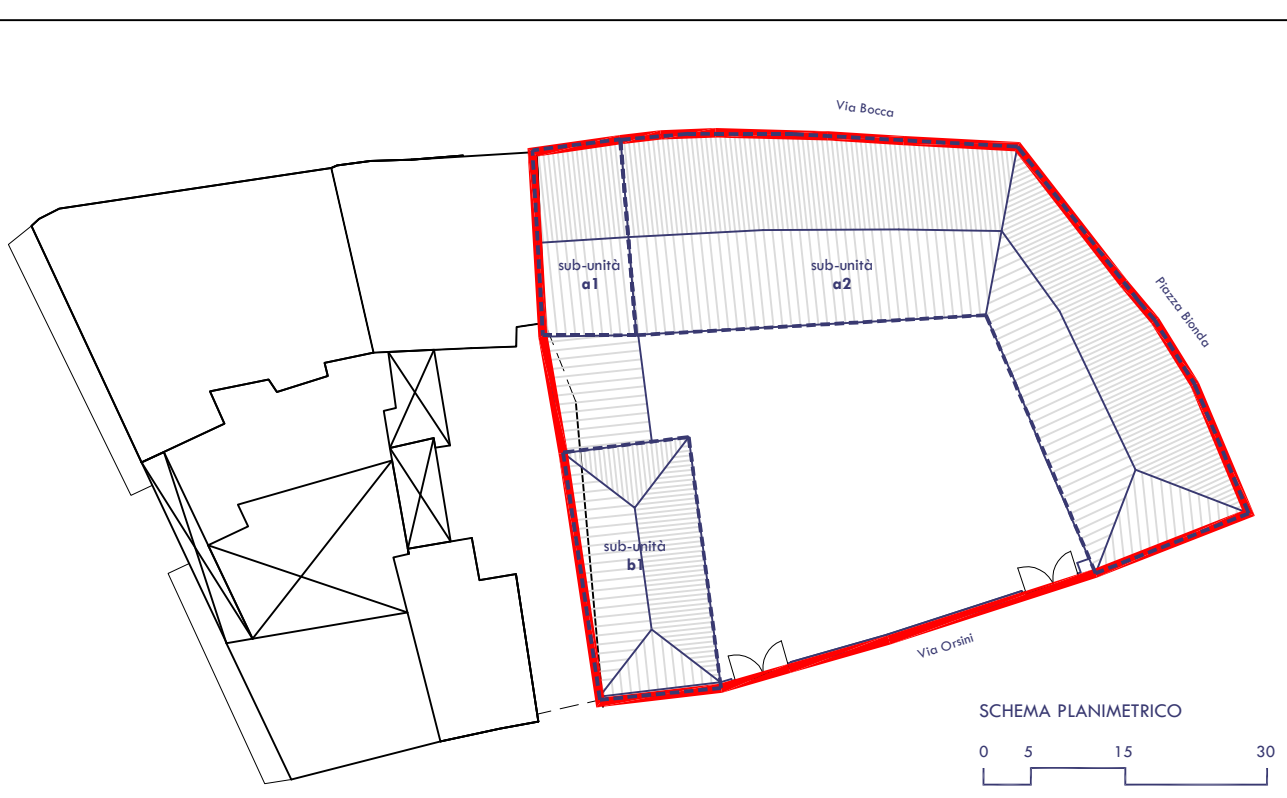 Via Bocca
sub-unità
a1
sub-unità
a2
Piazza Bionda
sub-unità
b1
Via Orsini
SCHEMA PLANIMETRICO
0 5 15 30